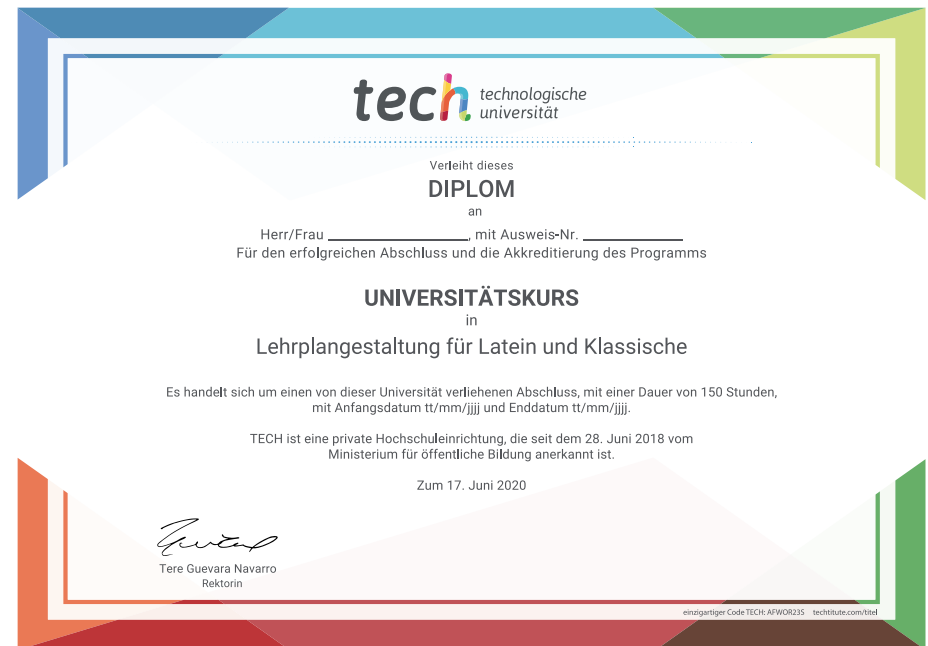 tech technologische
universität
Verleiht dieses
DIPLOM
an
Herr/Frau ____________________, mit Ausweis-Nr. ______________
Für den erfolgreichen Abschluss und die Akkreditierung des Programms
UNIVERSITÄTSKURS
in
Lehrplangestaltung für Latein und Klassische
Es handelt sich um einen von dieser Universität verliehenen Abschluss, mit einer Dauer von 150 Stunden,
mit Anfangsdatum tt/mm/jjjj und Enddatum tt/mm/jjjj.
TECH ist eine private Hochschuleinrichtung, die seit dem 28. Juni 2018 vom
Ministerium für öffentliche Bildung anerkannt ist.
Zum 17. Juni 2020
Tere Guevara Navarro
Rektorin
einzigartiger Code TECH: AFWOR23S techtitute.com/titel